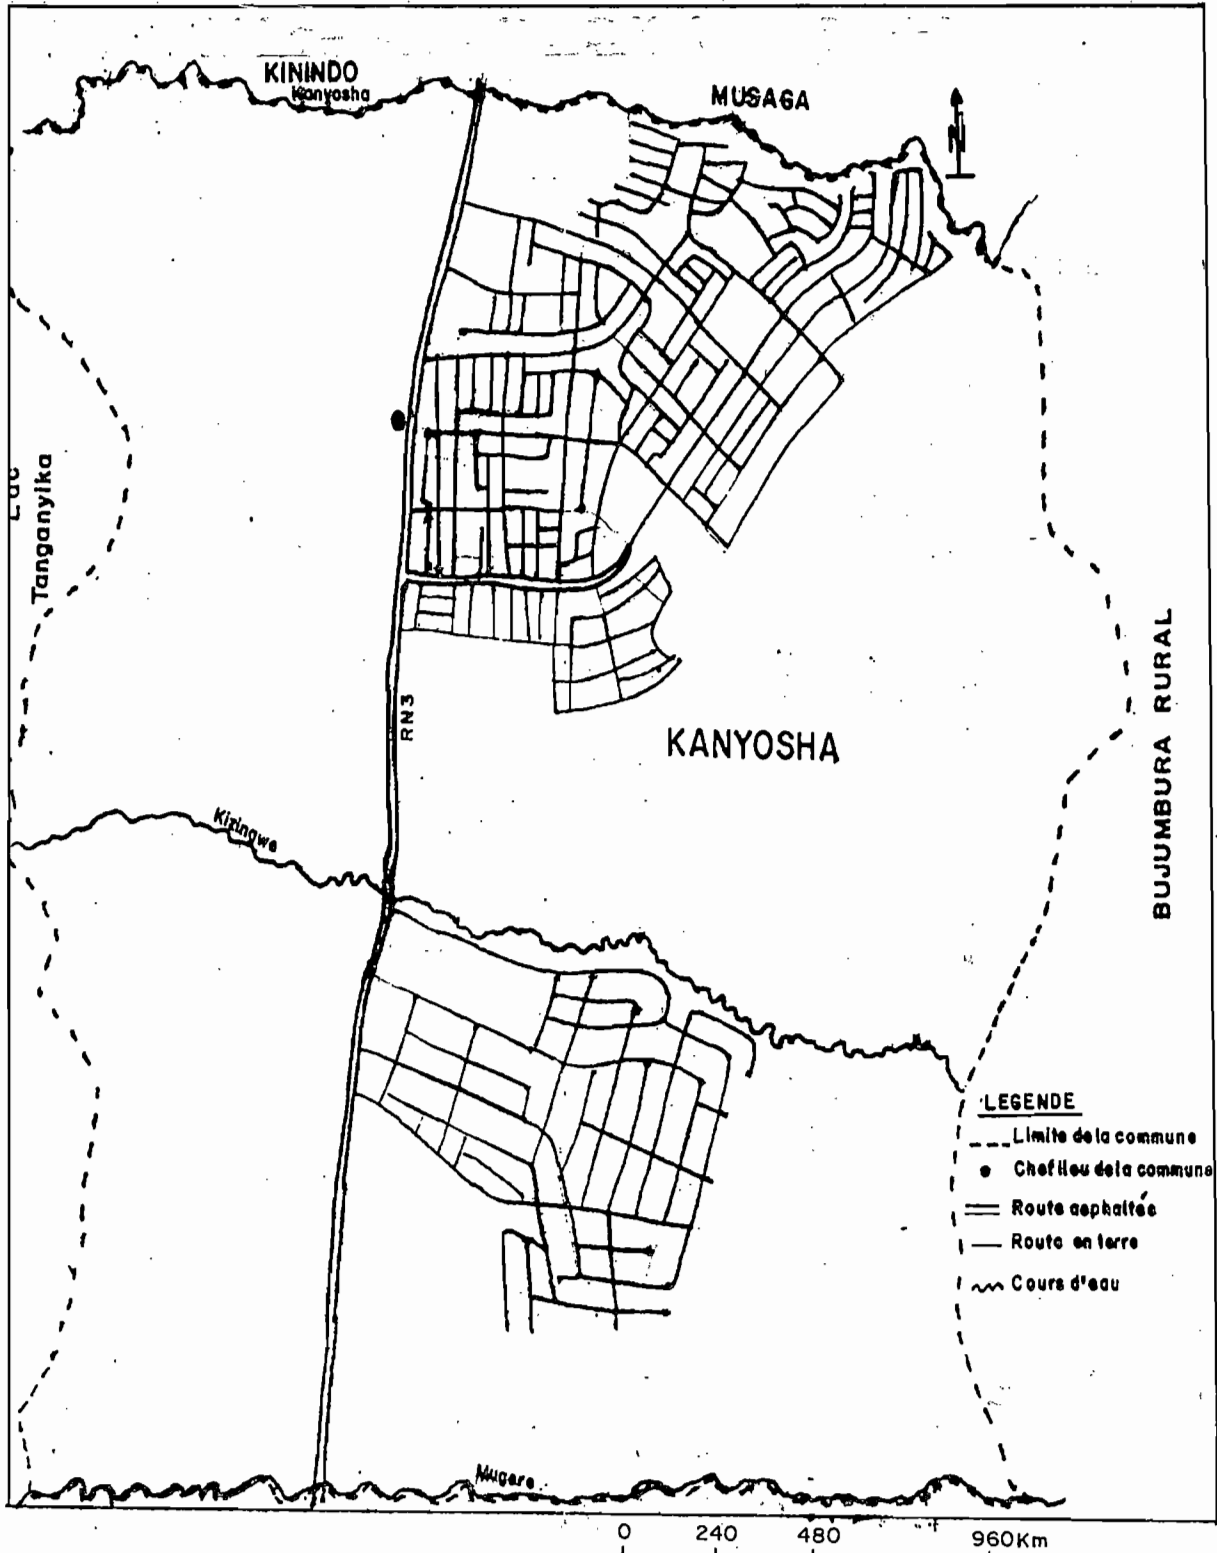 KININDO
Kanyosha
MUSAGA
N
Lac
Tanganyika
RN3
KANYOSHA
BUJUMBURA RURAL
Kizingwe
LEGENDE
Limite de la commune
Chef lieu de la commune
Route asphaltée
Route en terre
Cours d'eau
Mugere
0 240 480 960Km